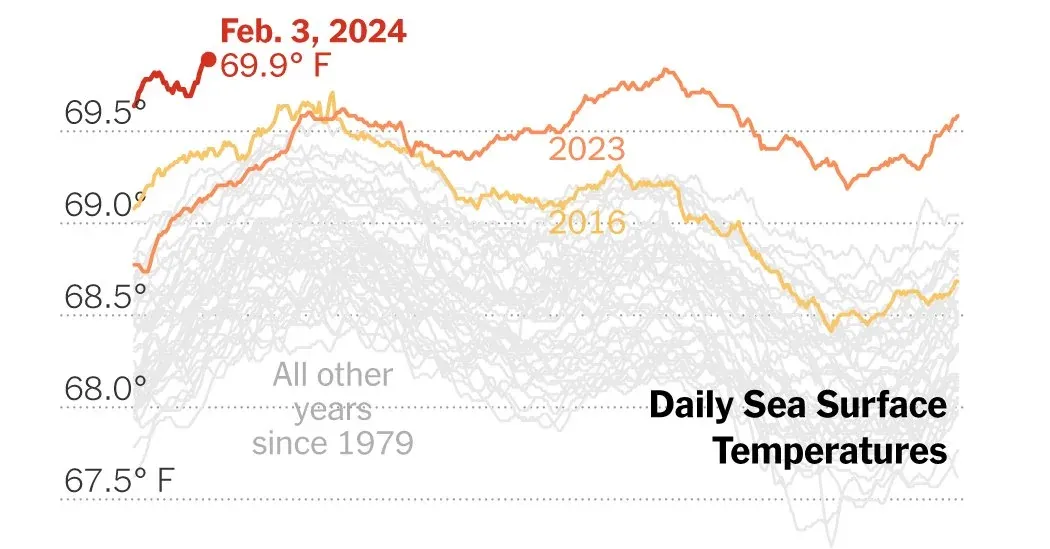 Feb. 3, 2024
69.9° F
69.5°
2023
69.0°
2016
68.5°
All other
years
since 1979
68.0°
Daily Sea Surface
Temperatures
67.5° F